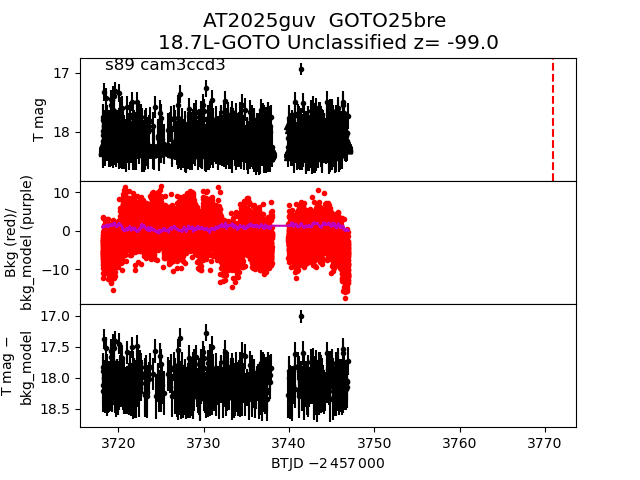 AT2025guv  GOTO25bre
18.7L-GOTO Unclassified z= -99.0
s89 cam3ccd3
17
18
T mag
10
0
−10
Bkg (red)/
bkg_model (purple)
17.0
17.5
18.0
18.5
T mag −
bkg_model
3720
3730
3740
3750
3760
3770
BTJD −2 457 000